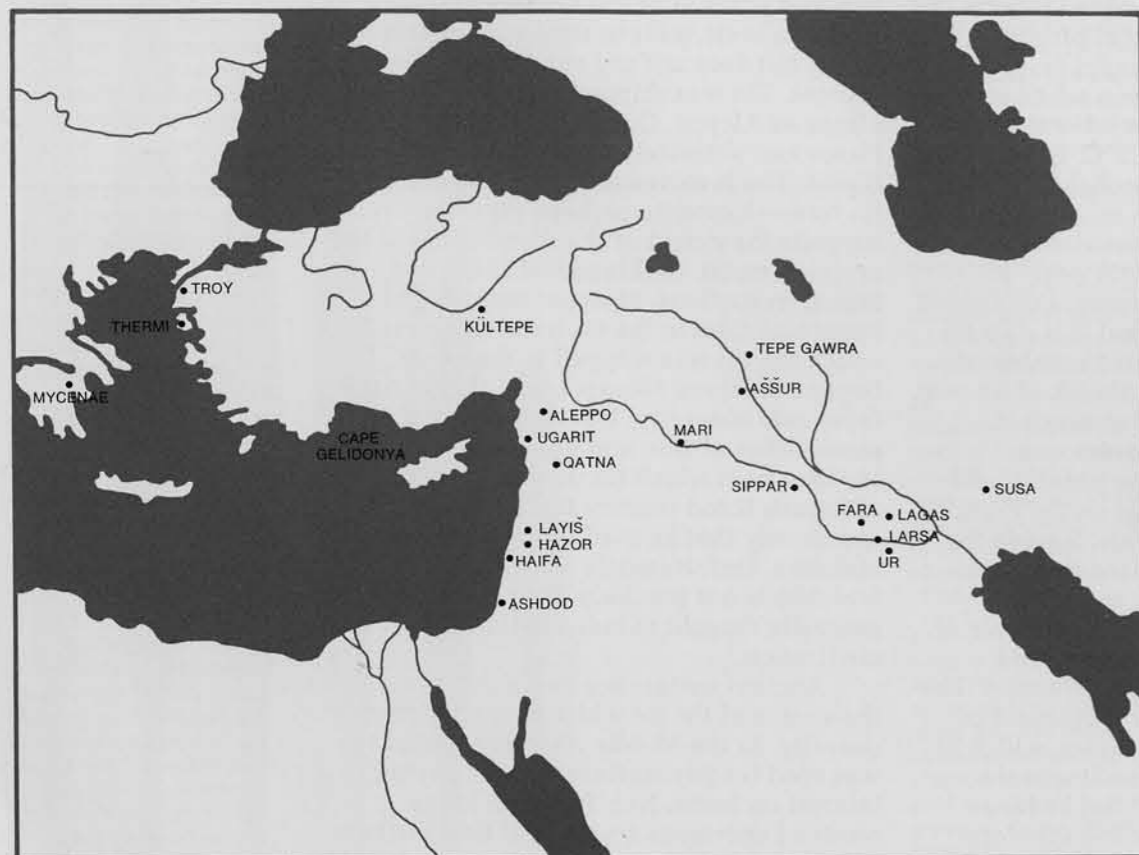 TROY
THERMI
KÜLTEPE
TEPE GAWRA
MYCENAE
AŠŠUR
ALEPPO
MARI
CAPE
GELIDONYA
UGARIT
QATNA
SIPPAR
SUSA
FARA
LAGAS
LAYIŠ
LARSA
HAZOR
UR
HAIFA
ASHDOD